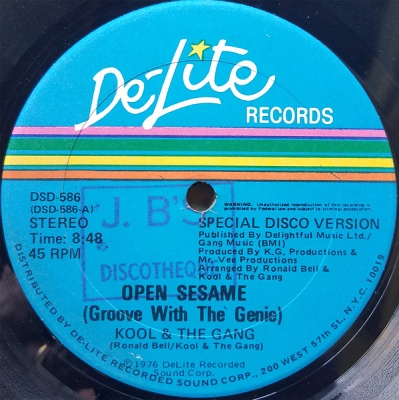 De-Lite
RECORDS
DSD-586
(DSD-586-A)
STEREO
Time: 8:48
45 RPM
J. B'S
DISCOTHEQ
WARNING: Unauthorized reproduction of this recording is
prohibited by Federal law and subject to criminal prosecution.
SPECIAL DISCO VERSION
Published By Delightful Music Ltd./
Gang Music (BMI)
Produced By K.G. Productions &
Mr. Vee Productions
Arranged By Ronald Bell &
Kool & The Gang
OPEN SESAME
(Groove With The Genie)
KOOL & THE GANG
(Ronald Bell/Kool & The Gang)
℗ 1976 DeLite Recorded
Sound Corp.
DISTRIBUTED BY DE-LITE RECORDED SOUND CORP., 200 WEST 57th St., N.Y.C. 10019